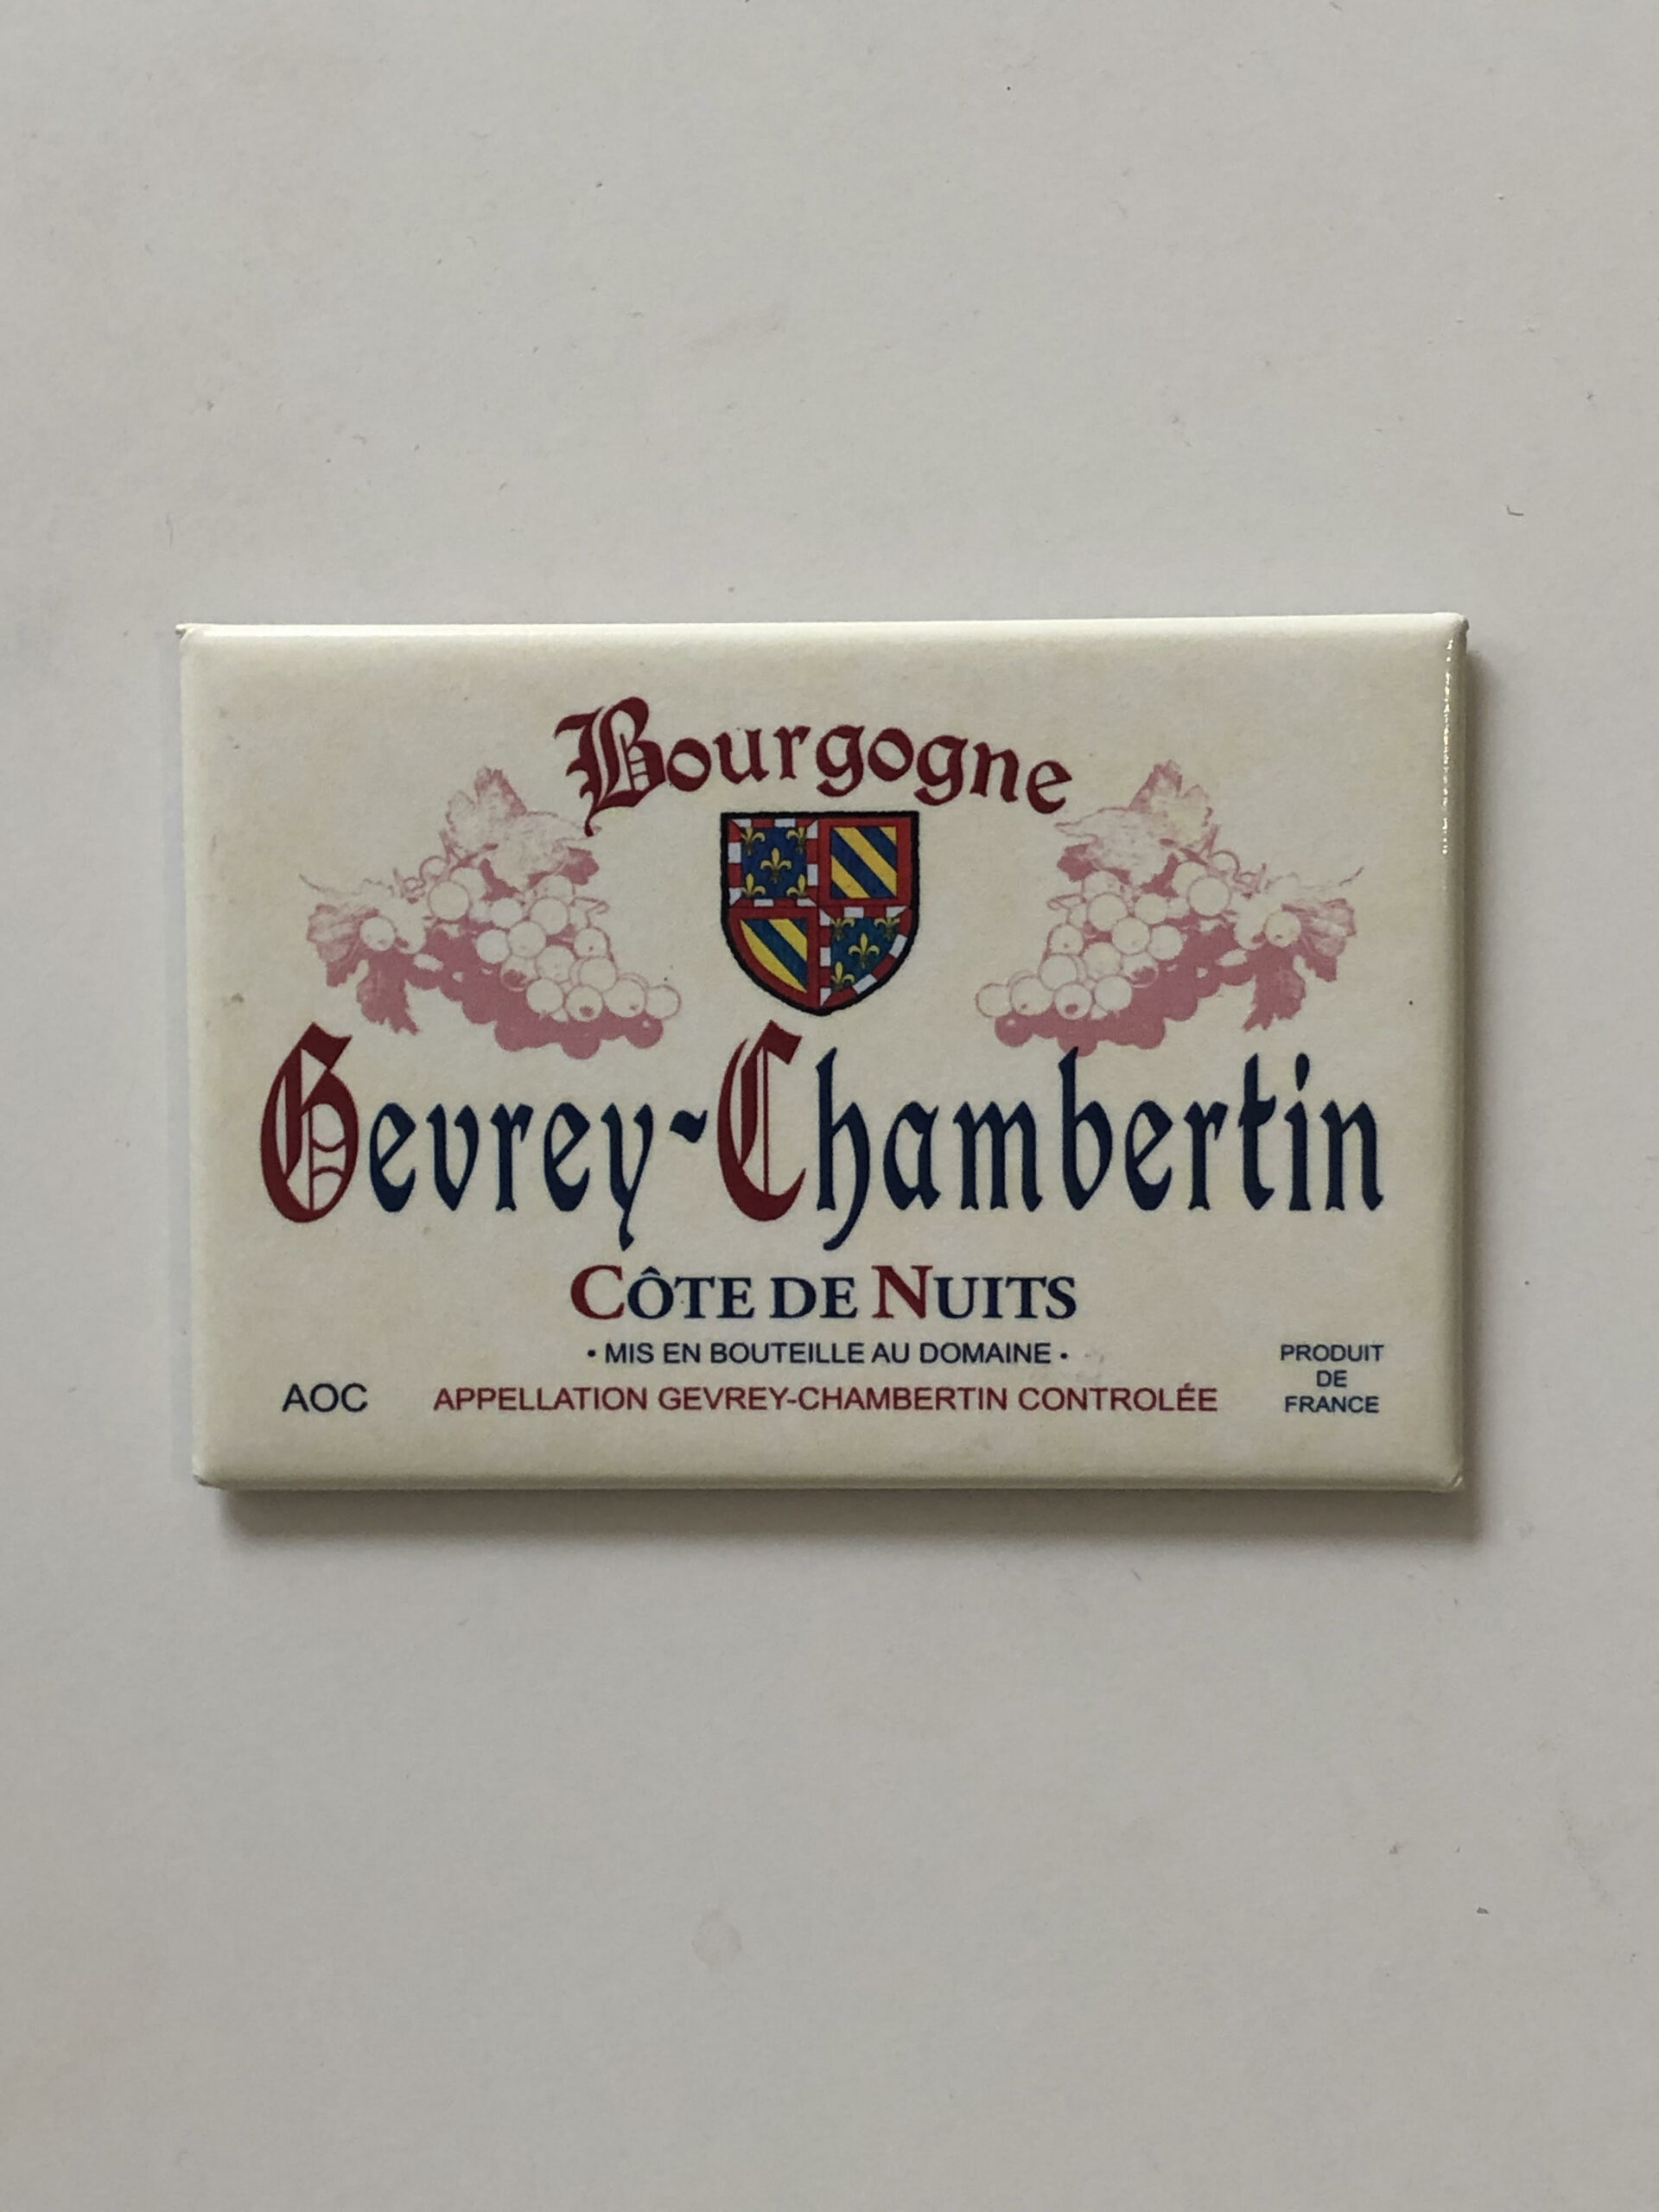 Bourgogne
Gevrey-Chambertin
CÔTE DE NUITS
• MIS EN BOUTEILLE AU DOMAINE •
AOC
APPELLATION GEVREY-CHAMBERTIN CONTROLÉE
PRODUIT
DE
FRANCE